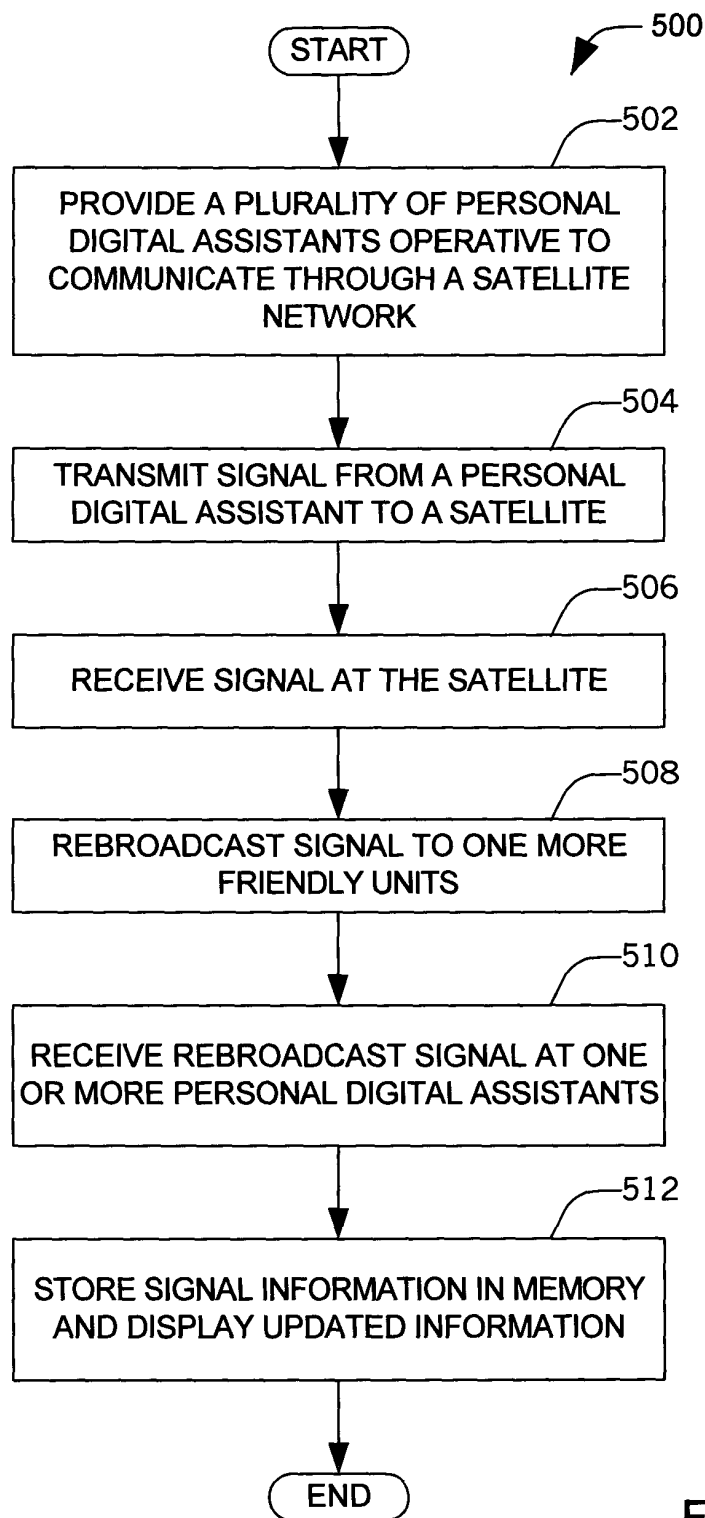 START
500
502
PROVIDE A PLURALITY OF PERSONAL
DIGITAL ASSISTANTS OPERATIVE TO
COMMUNICATE THROUGH A SATELLITE
NETWORK
504
TRANSMIT SIGNAL FROM A PERSONAL
DIGITAL ASSISTANT TO A SATELLITE
506
RECEIVE SIGNAL AT THE SATELLITE
508
REBROADCAST SIGNAL TO ONE MORE
FRIENDLY UNITS
510
RECEIVE REBROADCAST SIGNAL AT ONE
OR MORE PERSONAL DIGITAL ASSISTANTS
512
STORE SIGNAL INFORMATION IN MEMORY
AND DISPLAY UPDATED INFORMATION
END